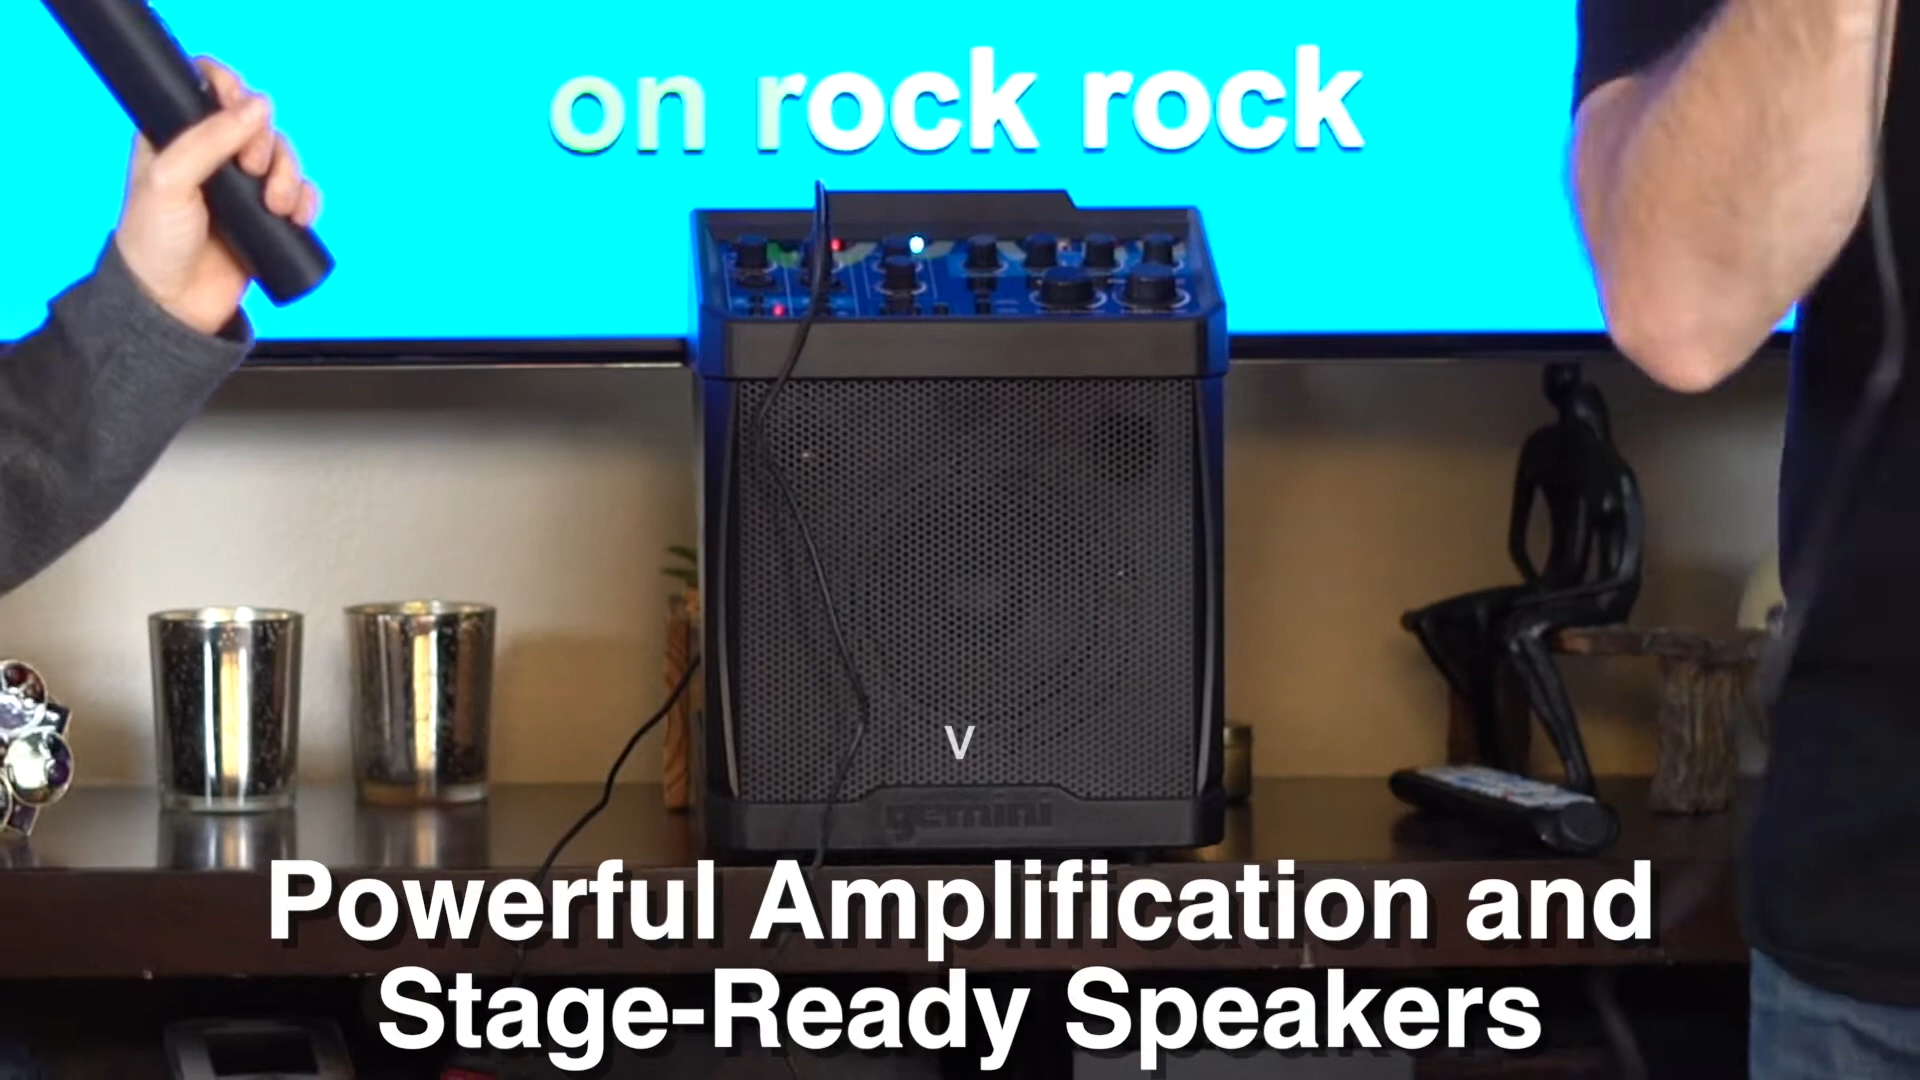 on rock rock
V
gemini
Powerful Amplification and
Stage-Ready Speakers